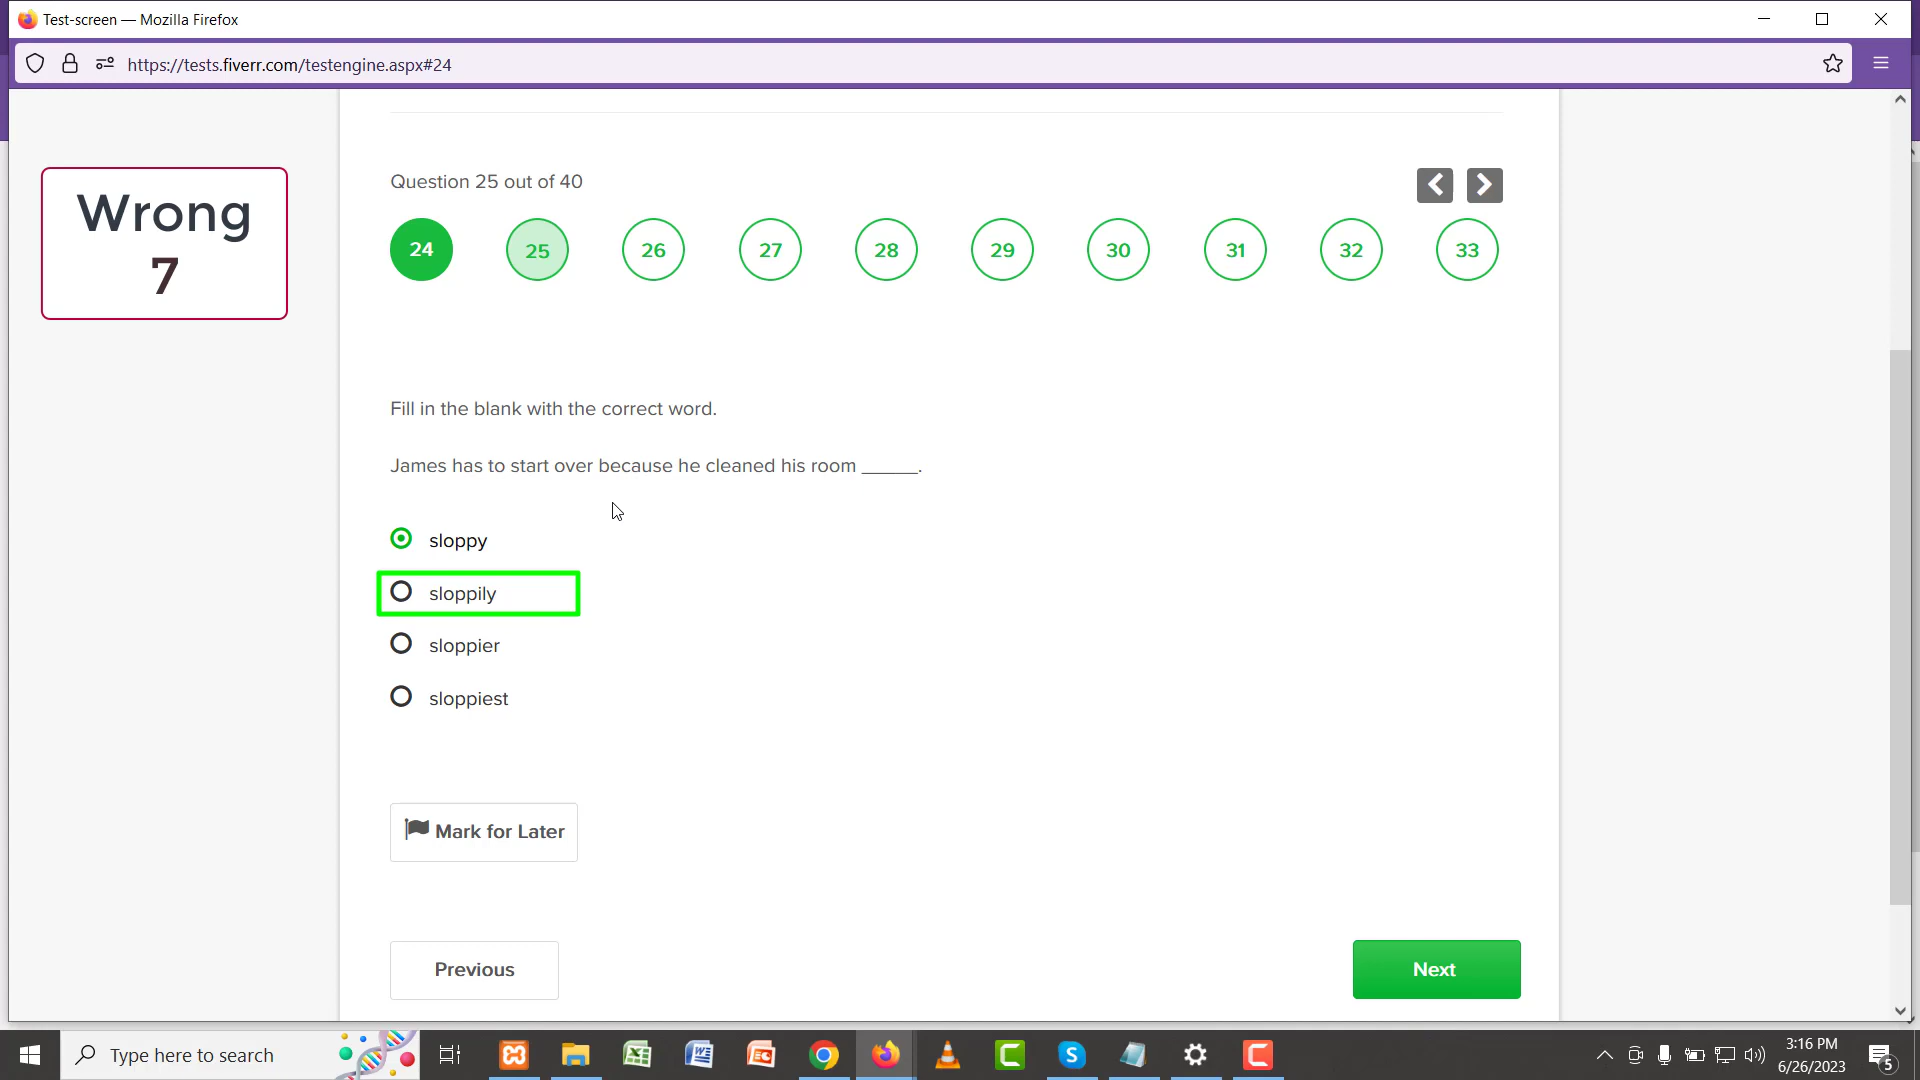 Test-screen — Mozilla Firefox
https://tests.fiverr.com/testengine.aspx#24
Wrong
7
Question 25 out of 40
24 25 26 27 28 29 30 31 32 33
Fill in the blank with the correct word.
James has to start over because he cleaned his room _____.
sloppy
sloppily
sloppier
sloppiest
Mark for Later
Previous
Next
Type here to search
3:16 PM
6/26/2023
5